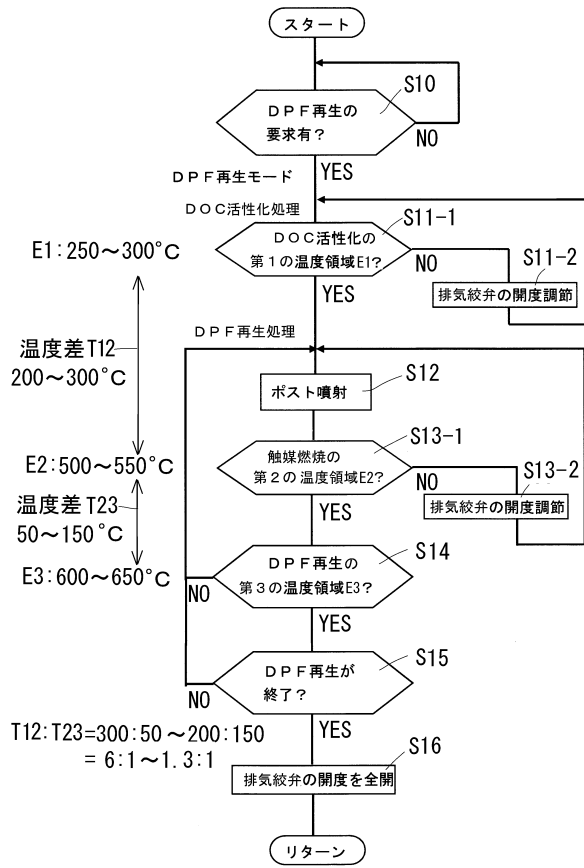 スタート
S10
DPF再生の
要求有?
NO
YES
DPF再生モード
DOC活性化処理
S11-1
E1:250〜300°C
DOC活性化の
第1の温度領域E1?
NO
S11-2
YES
排気絞弁の開度調節
DPF再生処理
温度差T12
200〜300°C
S12
ポスト噴射
S13-1
E2:500〜550°C
触媒燃焼の
第2の温度領域E2?
NO
S13-2
YES
排気絞弁の開度調節
温度差T23
50〜150°C
S14
E3:600〜650°C
DPF再生の
第3の温度領域E3?
NO
YES
S15
DPF再生が
終了?
NO
YES
T12:T23=300:50〜200:150
= 6:1〜1.3:1
S16
排気絞弁の開度を全開
リターン